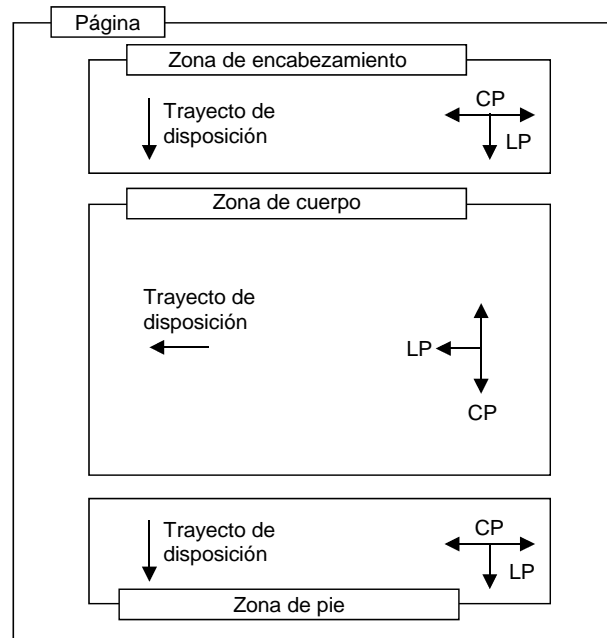 Página
Zona de encabezamiento
Trayecto de
disposición
CP
LP
Zona de cuerpo
Trayecto de
disposición
LP
CP
Trayecto de
disposición
CP
LP
Zona de pie